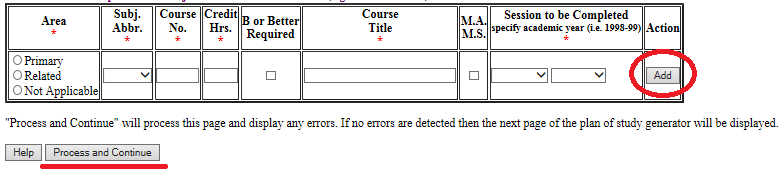 Area
*
Subj.
Abbr.
*
Course
No.
*
Credit
Hrs.
*
B or Better
Required
Course
Title
*
M.A.
M.S.
Session to be Completed
specify academic year (i.e. 1998-99)
*
Action
Primary
Related
Not Applicable
Add
"Process and Continue" will process this page and display any errors. If no errors are detected then the next page of the plan of study generator will be displayed.
Help Process and Continue